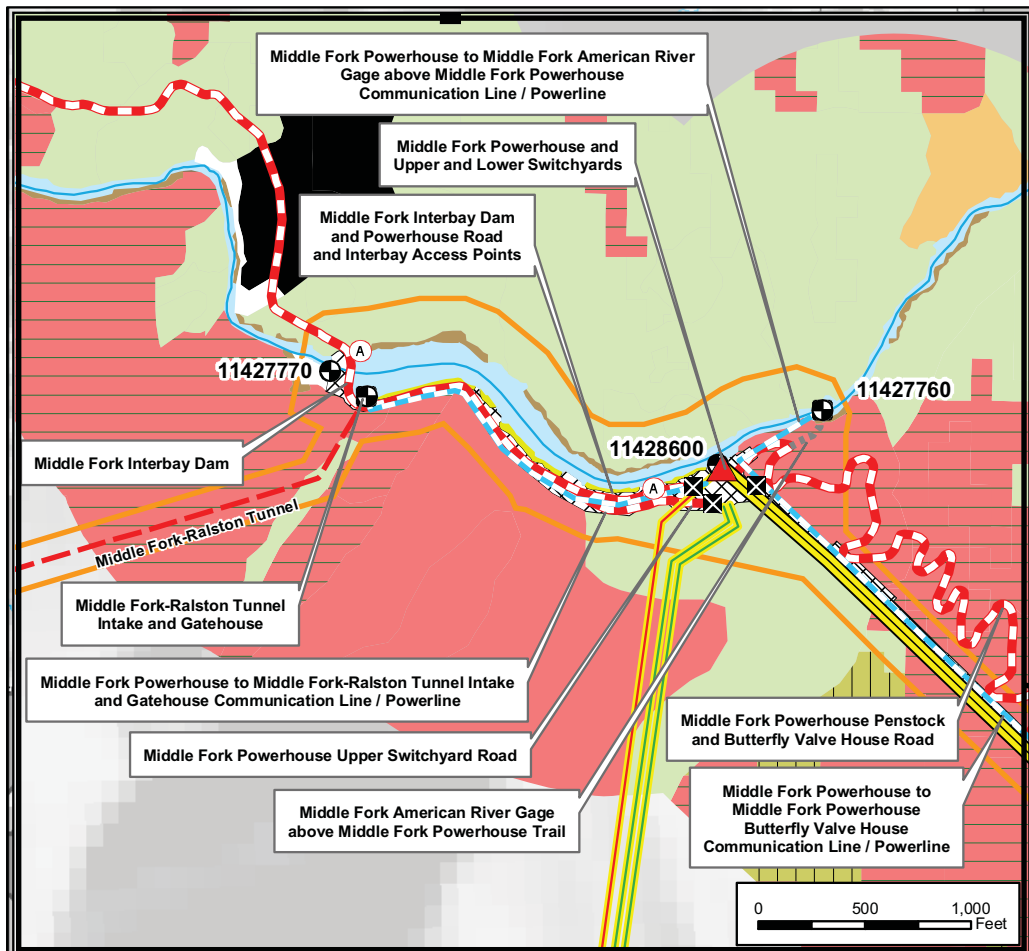 Middle Fork Powerhouse to Middle Fork American River
Gage above Middle Fork Powerhouse
Communication Line / Powerline
Middle Fork Powerhouse and
Upper and Lower Switchyards
Middle Fork Interbay Dam
and Powerhouse Road
and Interbay Access Points
A
11427770
11427760
Middle Fork Interbay Dam
11428600
A
Middle Fork-Ralston Tunnel
Middle Fork-Ralston Tunnel
Intake and Gatehouse
Middle Fork Powerhouse to Middle Fork-Ralston Tunnel Intake
and Gatehouse Communication Line / Powerline
Middle Fork Powerhouse Penstock
and Butterfly Valve House Road
Middle Fork Powerhouse Upper Switchyard Road
Middle Fork American River Gage
above Middle Fork Powerhouse Trail
Middle Fork Powerhouse to
Middle Fork Powerhouse
Butterfly Valve House
Communication Line / Powerline
0 500 1,000
Feet